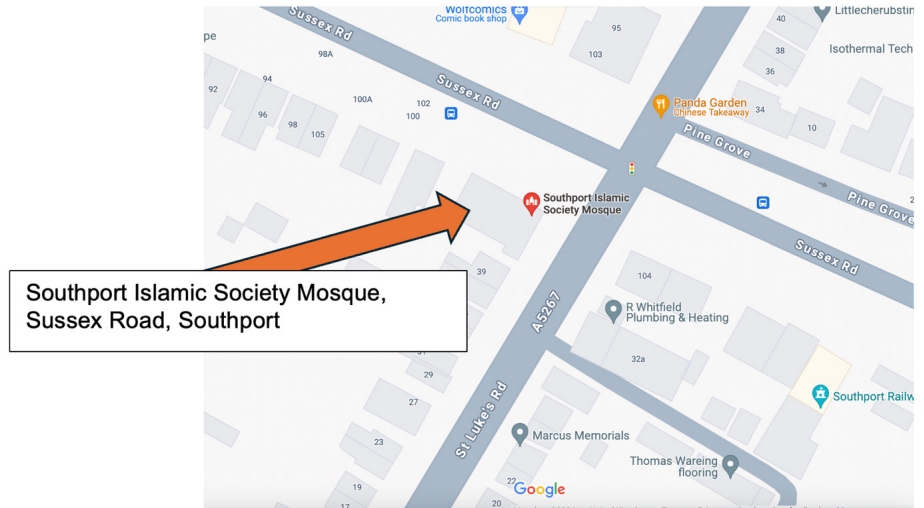 Wolfcomics
Comic book shop
Sussex Rd
pe
98A
95
103
40
38
36
Isothermal Tech
94
92
96
98
105
100A
102
100
Sussex Rd
Panda Garden
Chinese Takeaway
34
10
Pine Grove
Pine Grove
2
Southport Islamic
Society Mosque
Sussex Rd
39
104
Southport Islamic Society Mosque,
Sussex Road, Southport
A5267
R Whitfield
Plumbing & Heating
32a
29
27
23
19
17
St Luke's Rd
Southport Railw
Marcus Memorials
Thomas Wareing
flooring
22
20
Google